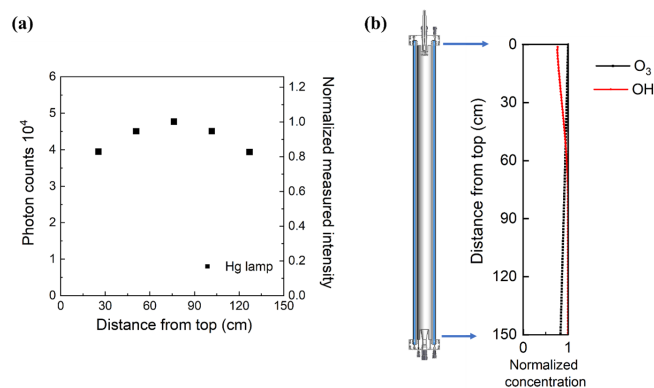 (a)
6
5
4
3
2
1
0
Photon counts 10⁴
1.2
1.0
0.8
0.6
0.4
0.2
0.0
Normalized measured
intensity
Hg lamp
0 30 60 90 120 150
Distance from top (cm)
(b)
0
30
60
90
120
150
Distance from top (cm)
0 1
Normalized
concentration
O₃
OH